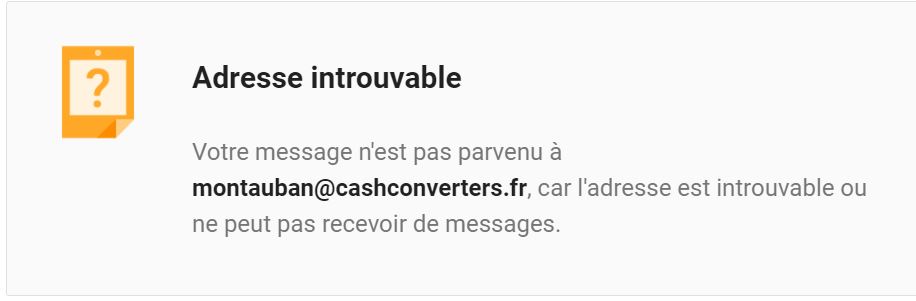 ?
Adresse introuvable
Votre message n'est pas parvenu à
montauban@cashconverters.fr, car l'adresse est introuvable ou
ne peut pas recevoir de messages.